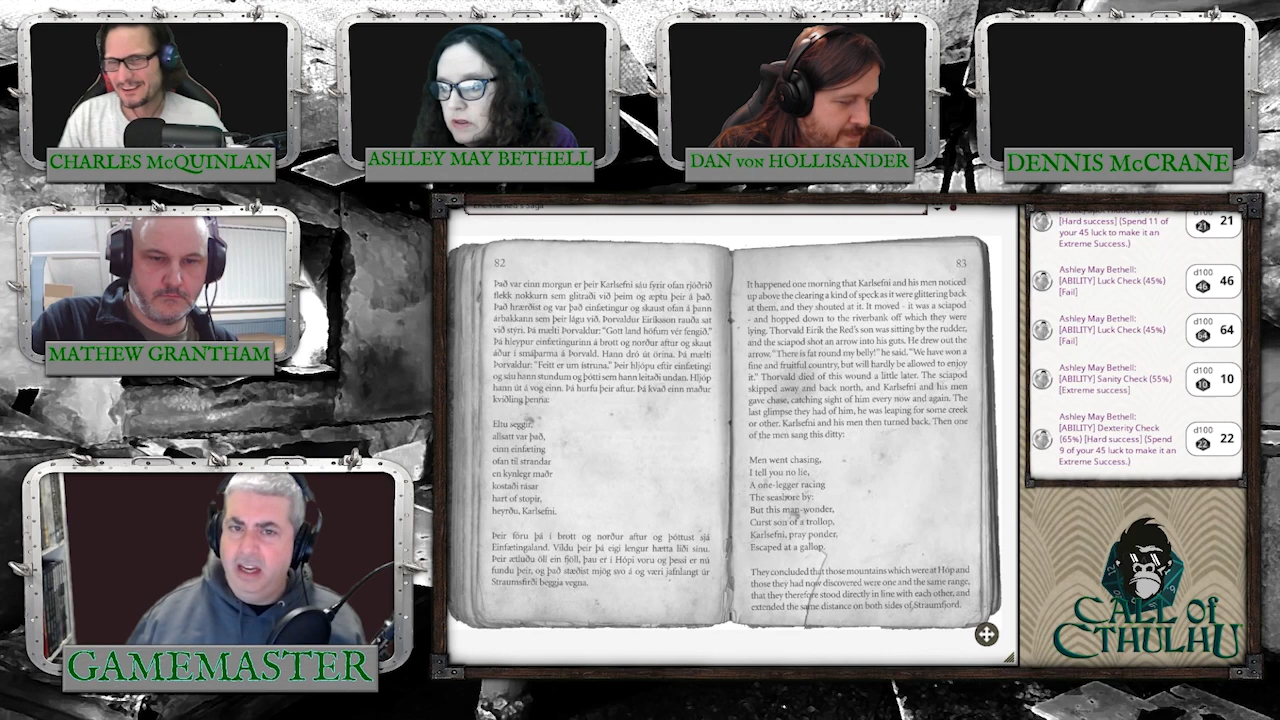 CHARLES McQUINLAN
ASHLEY MAY BETHELL
DAN von HOLLISANDER
DENNIS McCRANE
MATHEW GRANTHAM
GAMEMASTER
82
Það var einn morgun er þeir Karlsefni sáu fyrir ofan rjóðrið
flekk nokkurn sem glitraði við þeim og æptu þeir á það.
Það hrærðist og var það einfætingur og skaust ofan á þann
árbakkann sem þeir lágu við. Þorvaldur Eiríksson rauða sat
við stýri. Þá mælti Þorvaldur: "Gott land höfum vér fengið."
Þá hleypur einfætingurinn á brott og norður aftur og skaut
áður í smáþarma á Þorvald. Hann dró út örina. Þá mælti
Þorvaldur: "Feitt er um ístruna." Þeir hljópu eftir einfætingi
og sáu hann stundum og þótti sem hann leitaði undan. Hljóp
hann út á vog einn. Þá hurfu þeir aftur. Þá kvað einn maður
kviðling þenna:
Eltu seggir,
allsatt var það,
einn einfæting
ofan til strandar
en kynlegr maðr
kostaði rásar
hart of stopir,
heyrðu, Karlsefni.
Þeir fóru þá í brott og norður aftur og þóttust sjá
Einfætingaland. Vildu þeir þá eigi lengur hætta liði sínu.
Þeir ætluðu öll ein fjöll, þau er í Hópi voru og þessi er nú
fundu þeir, og það stæðist mjög svo á og væri jafnlangt úr
Straumsfirði beggja vegna.
83
It happened one morning that Karlsefni and his men noticed
up above the clearing a kind of speck as it were glittering back
at them, and they shouted at it. It moved - it was a sciapod
- and hopped down to the riverbank off which they were
lying. Thorvald Eirik the Red's son was sitting by the rudder,
and the sciapod shot an arrow into his guts. He drew out the
arrow. "There is fat round my belly!" he said. "We have won a
fine and fruitful country, but will hardly be allowed to enjoy
it." Thorvald died of this wound a little later. The sciapod
skipped away and back north, and Karlsefni and his men
gave chase, catching sight of him every now and again. The
last glimpse they had of him, he was leaping for some creek
or other. Karlsefni and his men then turned back. Then one
of the men sang this ditty:
Men went chasing,
I tell you no lie,
A one-legger racing
The seashore by:
But this man-wonder,
Curst son of a trollop,
Karlsefni, pray ponder,
Escaped at a gallop.
They concluded that those mountains which were at Hóp and
those they had now discovered were one and the same range,
that they therefore stood directly in line with each other, and
extended the same distance on both sides of Straumfjord.
[Hard success] (Spend 11 of
your 45 luck to make it an
Extreme Success.)
d100
21
21
Ashley May Bethell:
[ABILITY] Luck Check (45%)
[Fail]
d100
46
46
Ashley May Bethell:
[ABILITY] Luck Check (45%)
[Fail]
d100
64
64
Ashley May Bethell:
[ABILITY] Sanity Check (55%)
[Extreme success]
d100
10
10
Ashley May Bethell:
[ABILITY] Dexterity Check
(65%) [Hard success] (Spend
9 of your 45 luck to make it an
Extreme Success.)
d100
22
22
CALL of
CTHULHU